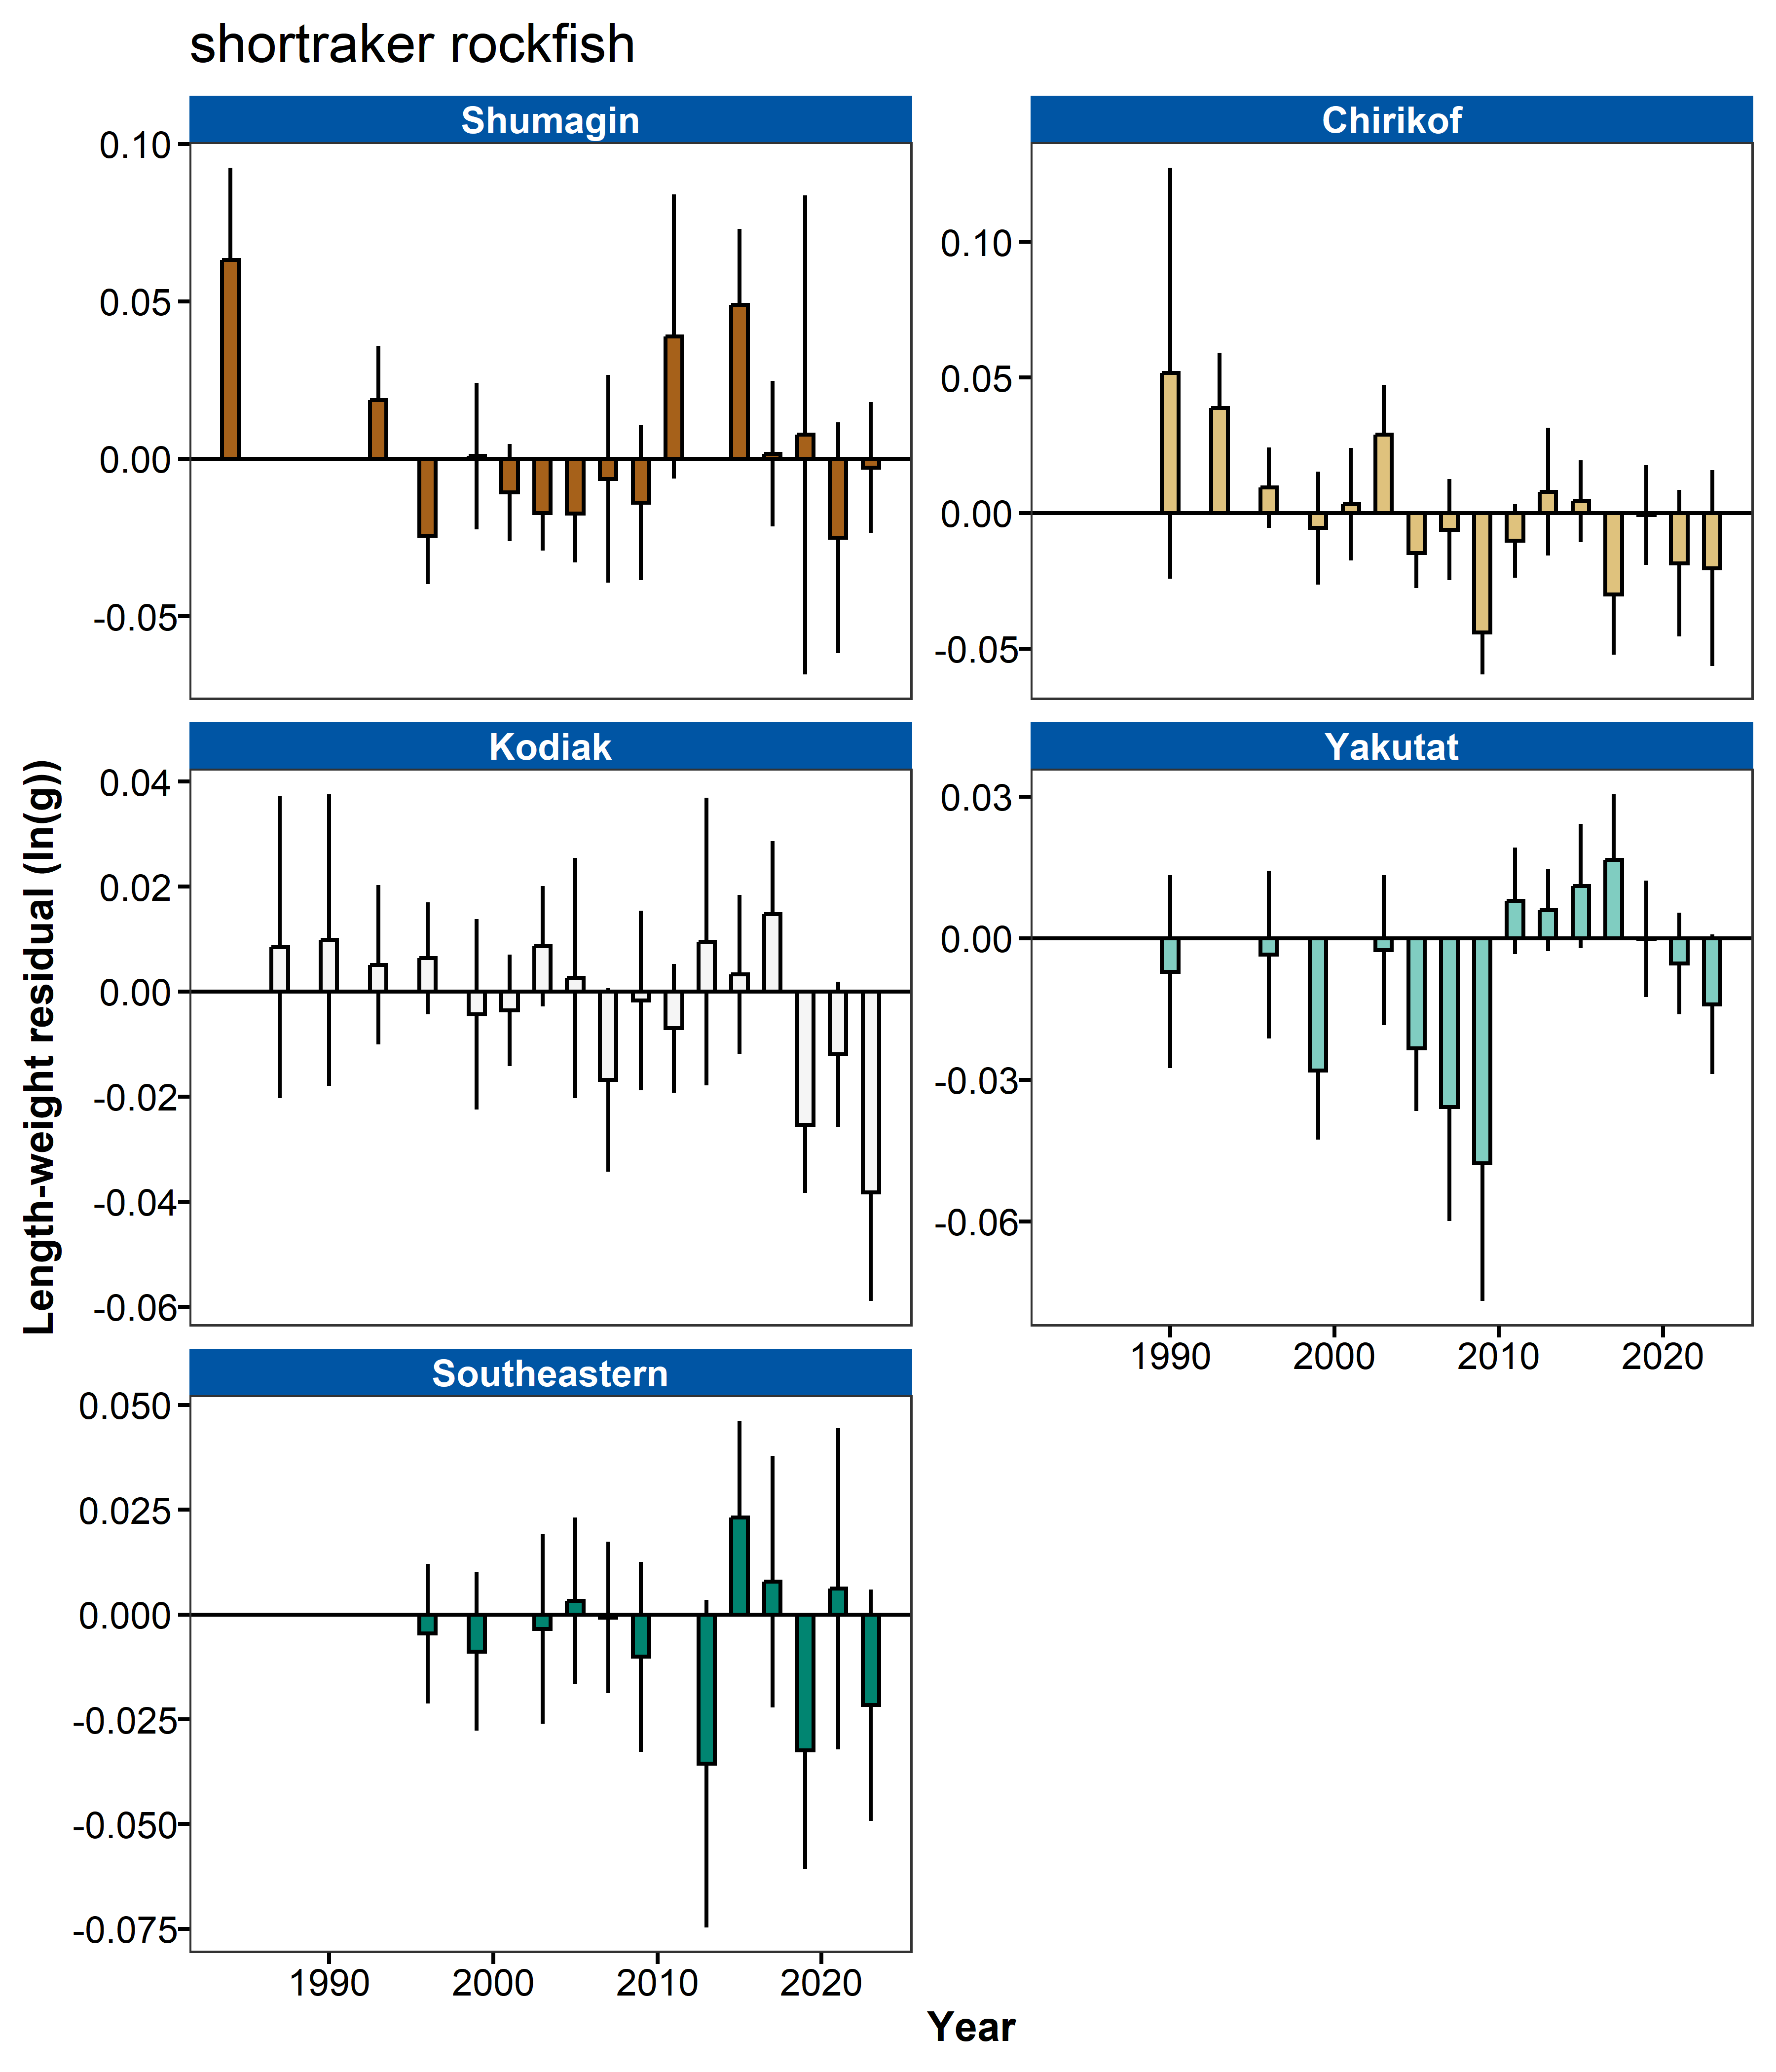 shortraker rockfish
Shumagin
0.10
0.05
0.00
-0.05
Chirikof
0.10
0.05
0.00
-0.05
Length-weight residual (ln(g))
Kodiak
0.04
0.02
0.00
-0.02
-0.04
-0.06
Yakutat
0.03
0.00
-0.03
-0.06
1990 2000 2010 2020
Southeastern
0.050
0.025
0.000
-0.025
-0.050
-0.075
1990 2000 2010 2020
Year